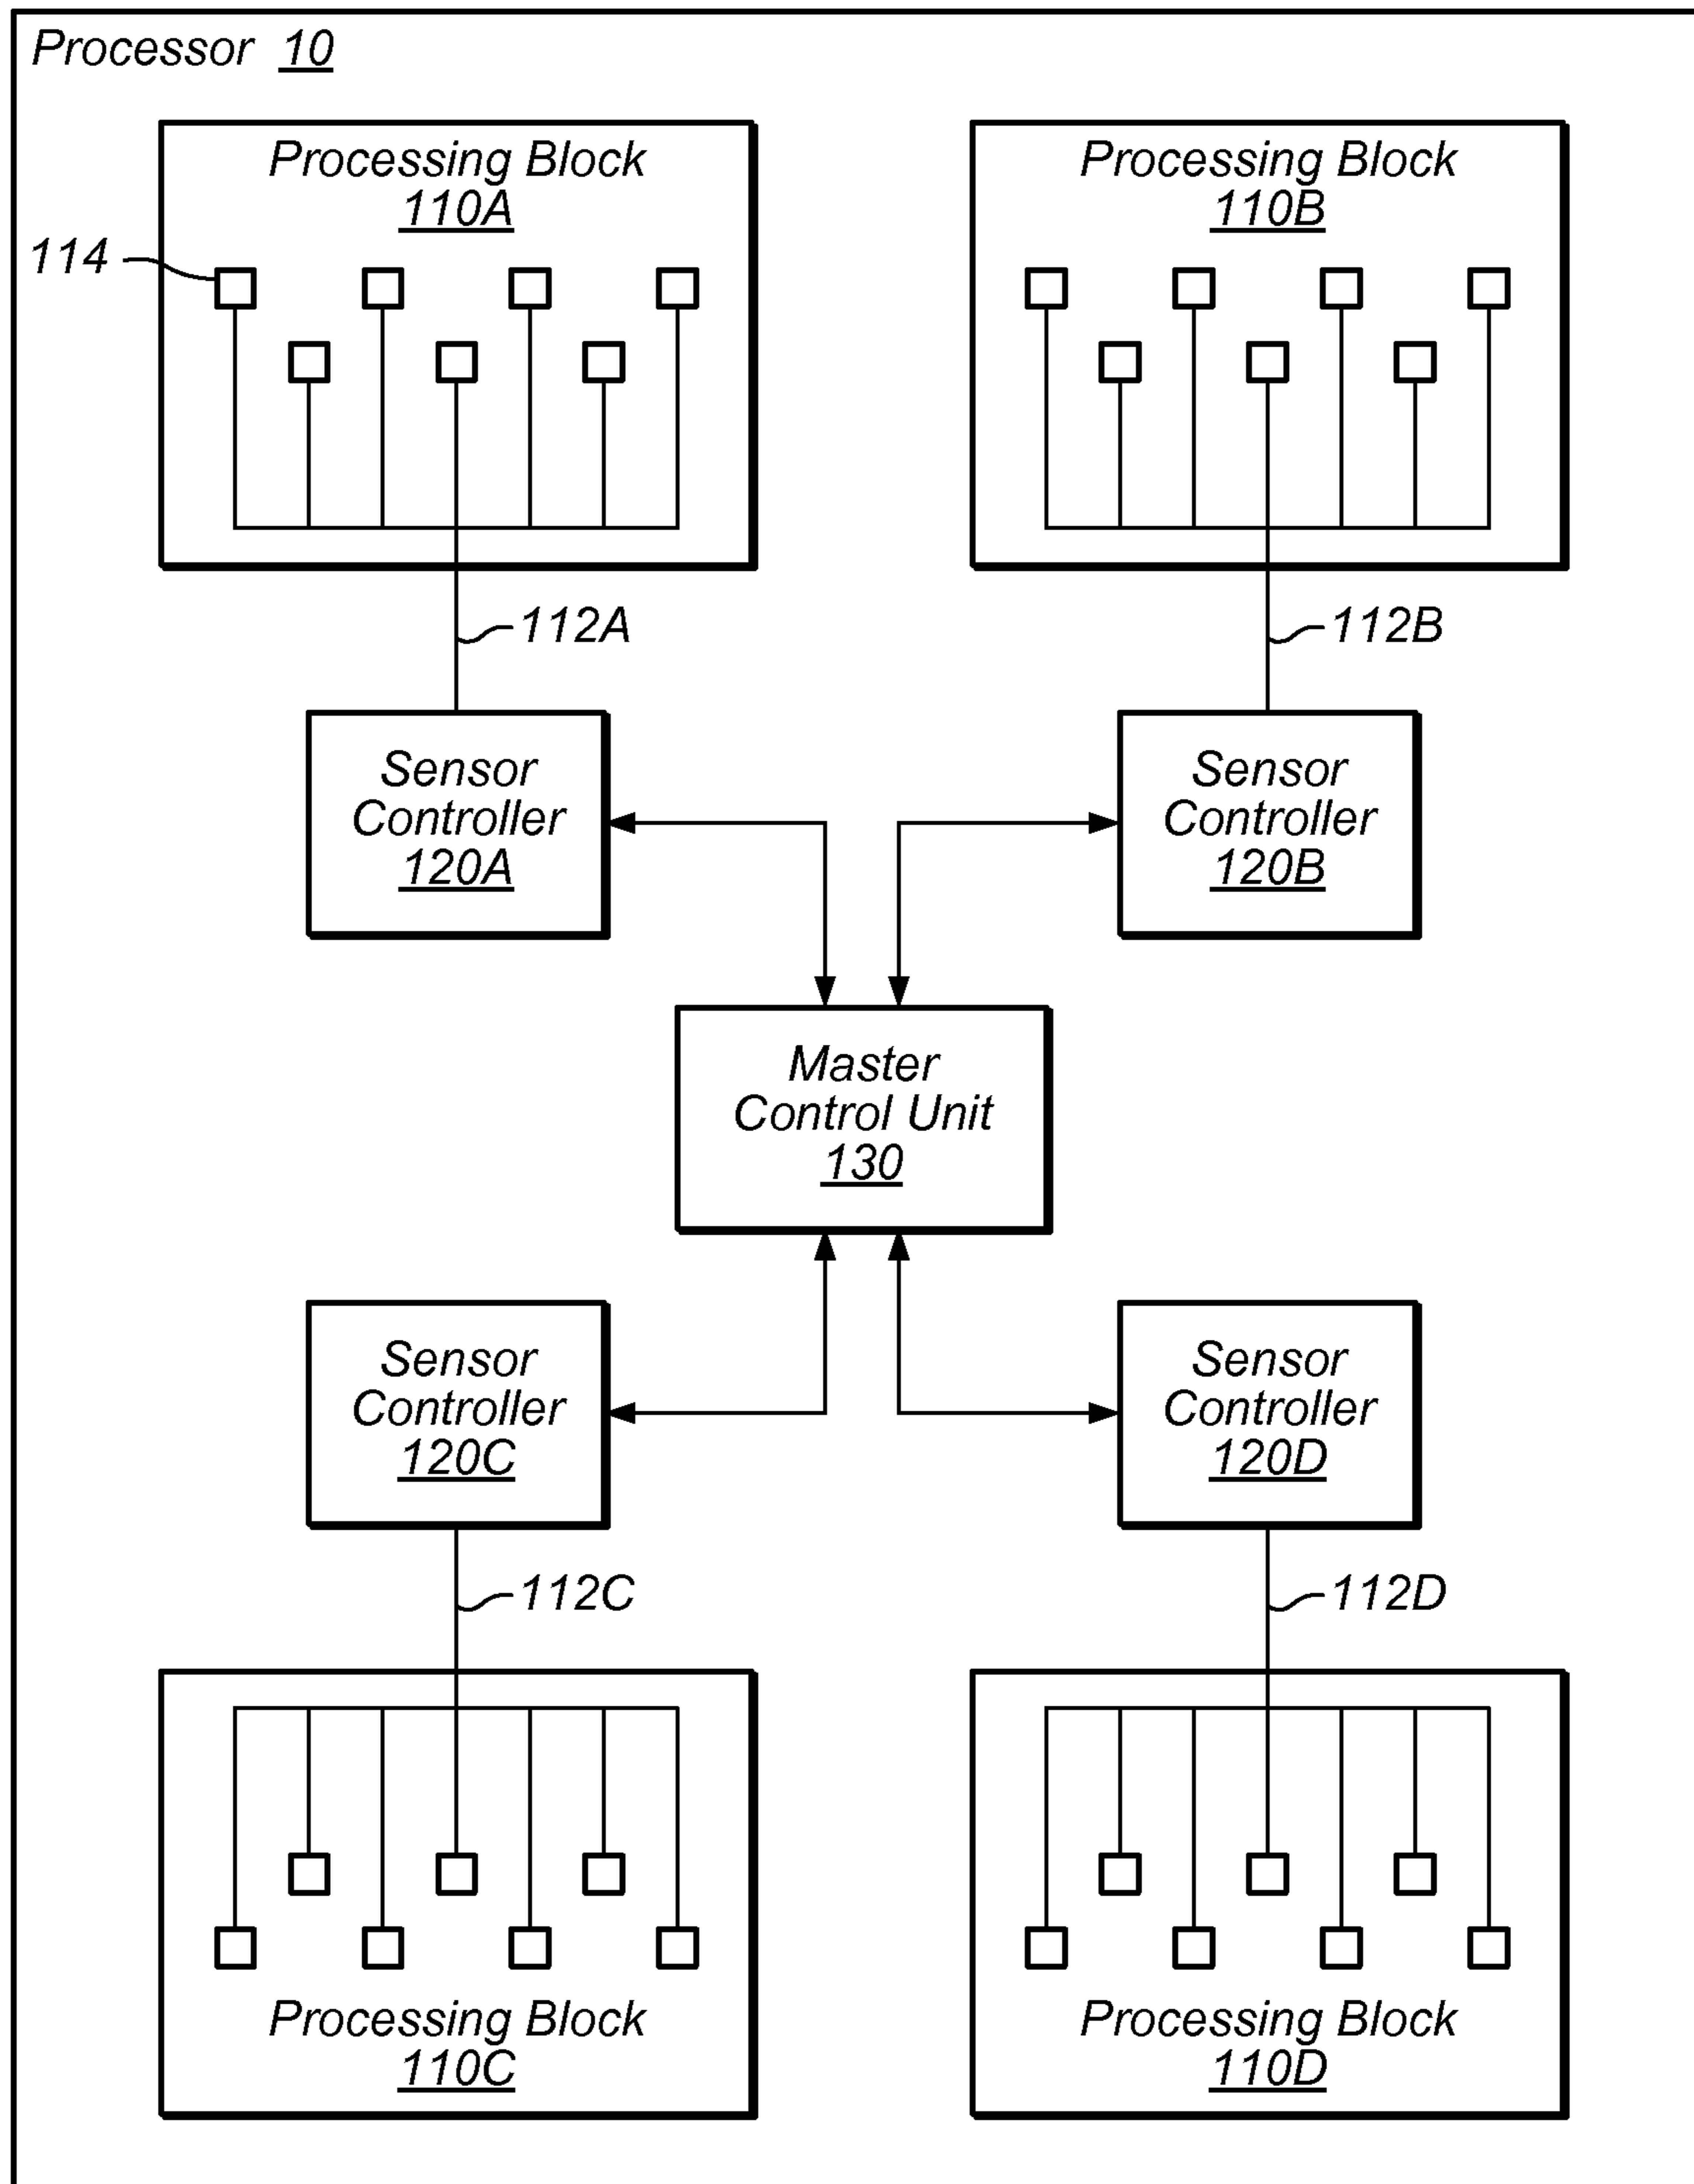 Processor 10
Processing Block
110A
Processing Block
110B
114
112A
112B
Sensor
Controller
120A
Sensor
Controller
120B
Master
Control Unit
130
Sensor
Controller
120C
Sensor
Controller
120D
112C
112D
Processing Block
110C
Processing Block
110D